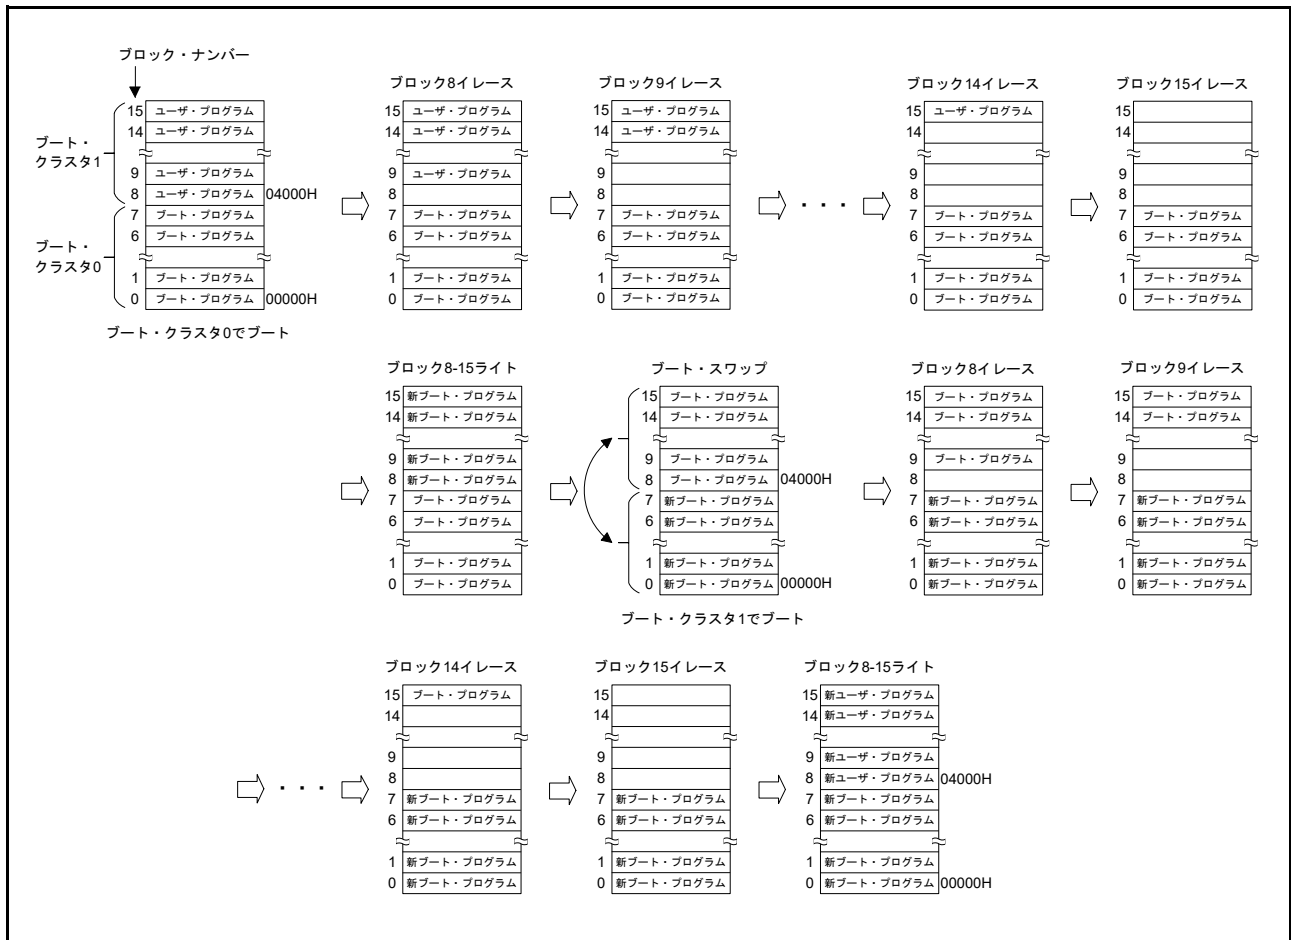 ブロック・ナンバー
ブート・
クラスタ1
ブート・
クラスタ0
15 ユーザ・プログラム
14 ユーザ・プログラム
9 ユーザ・プログラム
8 ユーザ・プログラム 04000H
7 ブート・プログラム
6 ブート・プログラム
1 ブート・プログラム
0 ブート・プログラム 00000H
ブート・クラスタ0でブート
ブロック8イレース
15 ユーザ・プログラム
14 ユーザ・プログラム
9 ユーザ・プログラム
8
7 ブート・プログラム
6 ブート・プログラム
1 ブート・プログラム
0 ブート・プログラム
ブロック9イレース
15 ユーザ・プログラム
14 ユーザ・プログラム
9
8
7 ブート・プログラム
6 ブート・プログラム
1 ブート・プログラム
0 ブート・プログラム
・・・
ブロック14イレース
15 ユーザ・プログラム
14
9
8
7 ブート・プログラム
6 ブート・プログラム
1 ブート・プログラム
0 ブート・プログラム
ブロック15イレース
15
14
9
8
7 ブート・プログラム
6 ブート・プログラム
1 ブート・プログラム
0 ブート・プログラム
ブロック8-15ライト
15 新ブート・プログラム
14 新ブート・プログラム
9 新ブート・プログラム
8 新ブート・プログラム
7 ブート・プログラム
6 ブート・プログラム
1 ブート・プログラム
0 ブート・プログラム
ブート・スワップ
15 ブート・プログラム
14 ブート・プログラム
9 ブート・プログラム
8 ブート・プログラム 04000H
7 新ブート・プログラム
6 新ブート・プログラム
1 新ブート・プログラム
0 新ブート・プログラム 00000H
ブート・クラスタ1でブート
ブロック8イレース
15 ブート・プログラム
14 ブート・プログラム
9 ブート・プログラム
8
7 新ブート・プログラム
6 新ブート・プログラム
1 新ブート・プログラム
0 新ブート・プログラム
ブロック9イレース
15 ブート・プログラム
14 ブート・プログラム
9
8
7 新ブート・プログラム
6 新ブート・プログラム
1 新ブート・プログラム
0 新ブート・プログラム
・・・
ブロック14イレース
15 ブート・プログラム
14
9
8
7 新ブート・プログラム
6 新ブート・プログラム
1 新ブート・プログラム
0 新ブート・プログラム
ブロック15イレース
15
14
9
8
7 新ブート・プログラム
6 新ブート・プログラム
1 新ブート・プログラム
0 新ブート・プログラム
ブロック8-15ライト
15 新ユーザ・プログラム
14 新ユーザ・プログラム
9 新ユーザ・プログラム
8 新ユーザ・プログラム 04000H
7 新ブート・プログラム
6 新ブート・プログラム
1 新ブート・プログラム
0 新ブート・プログラム 00000H